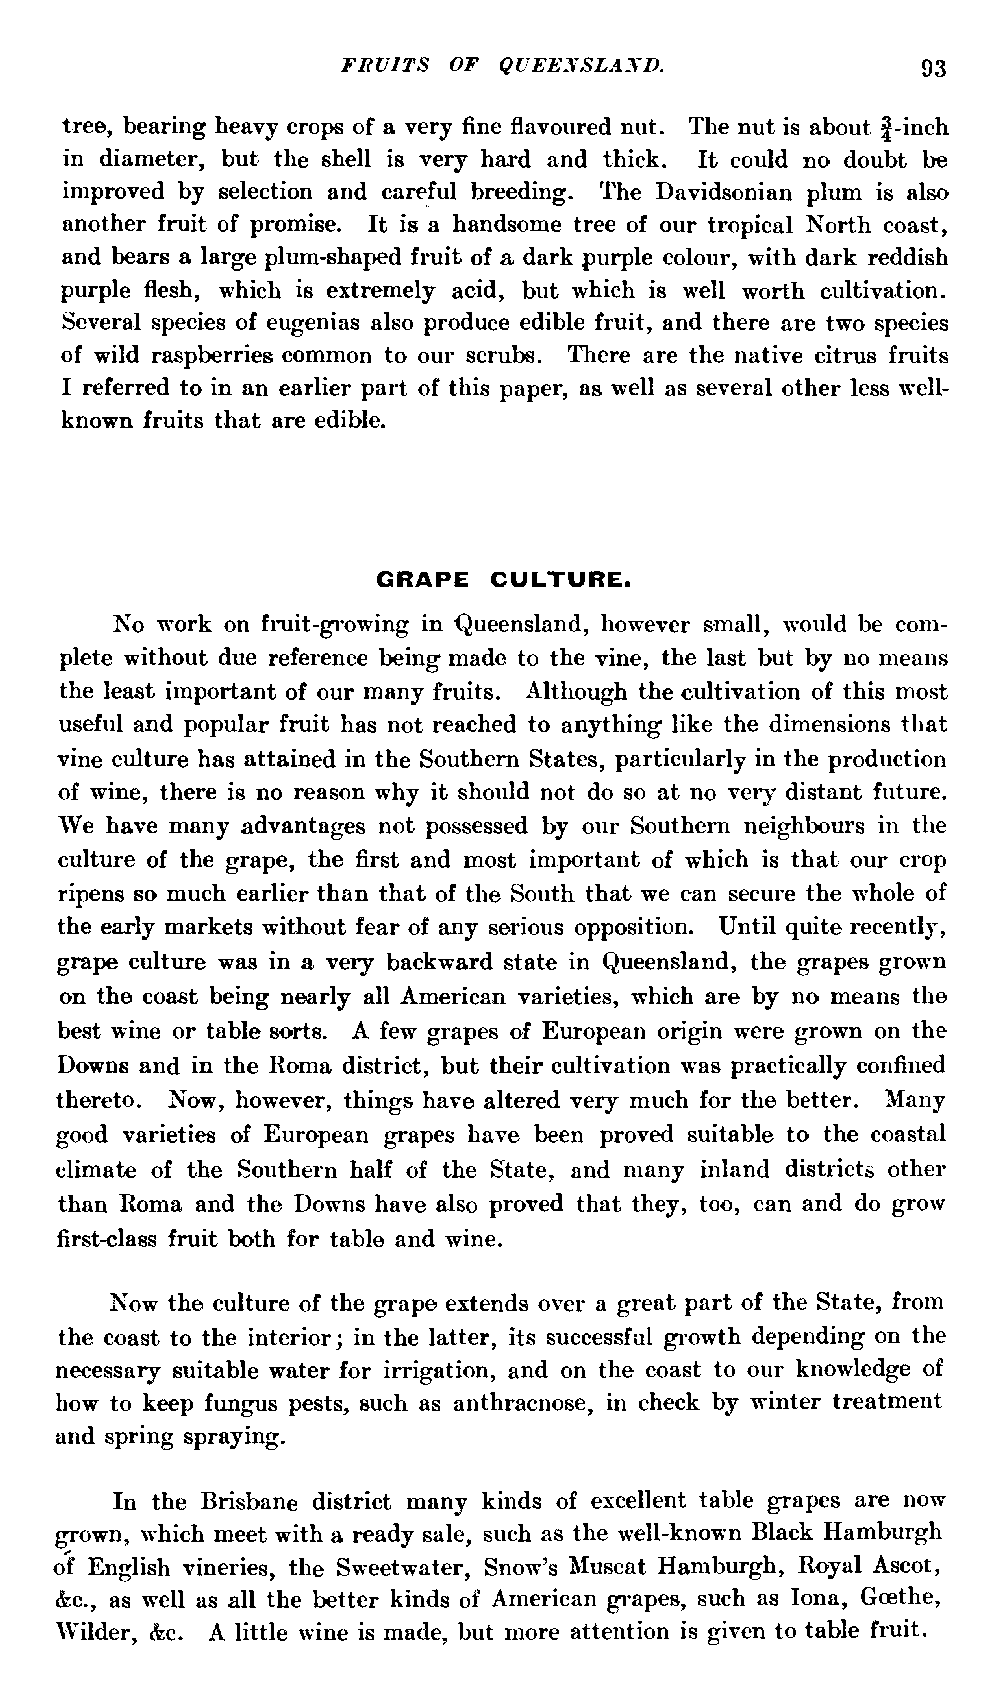 FRUITS OF QUEENSLAND. 93
tree, bearing heavy crops of a very fine flavoured nut. The nut is about ¾-inch
in diameter, but the shell is very hard and thick. It could no doubt be
improved by selection and careful breeding. The Davidsonian plum is also
another fruit of promise. It is a handsome tree of our tropical North coast,
and bears a large plum-shaped fruit of a dark purple colour, with dark reddish
purple flesh, which is extremely acid, but which is well worth cultivation.
Several species of eugenias also produce edible fruit, and there are two species
of wild raspberries common to our scrubs. There are the native citrus fruits
I referred to in an earlier part of this paper, as well as several other less well-
known fruits that are edible.
GRAPE CULTURE.
No work on fruit-growing in Queensland, however small, would be com-
plete without due reference being made to the vine, the last but by no means
the least important of our many fruits. Although the cultivation of this most
useful and popular fruit has not reached to anything like the dimensions that
vine culture has attained in the Southern States, particularly in the production
of wine, there is no reason why it should not do so at no very distant future.
We have many advantages not possessed by our Southern neighbours in the
culture of the grape, the first and most important of which is that our crop
ripens so much earlier than that of the South that we can secure the whole of
the early markets without fear of any serious opposition. Until quite recently,
grape culture was in a very backward state in Queensland, the grapes grown
on the coast being nearly all American varieties, which are by no means the
best wine or table sorts. A few grapes of European origin were grown on the
Downs and in the Roma district, but their cultivation was practically confined
thereto. Now, however, things have altered very much for the better. Many
good varieties of European grapes have been proved suitable to the coastal
climate of the Southern half of the State, and many inland districts other
than Roma and the Downs have also proved that they, too, can and do grow
first-class fruit both for table and wine.
Now the culture of the grape extends over a great part of the State, from
the coast to the interior; in the latter, its successful growth depending on the
necessary suitable water for irrigation, and on the coast to our knowledge of
how to keep fungus pests, such as anthracnose, in check by winter treatment
and spring spraying.
In the Brisbane district many kinds of excellent table grapes are now
grown, which meet with a ready sale, such as the well-known Black Hamburgh
of English vineries, the Sweetwater, Snow's Muscat Hamburgh, Royal Ascot,
&c., as well as all the better kinds of American grapes, such as Iona, Gœthe,
Wilder, &c. A little wine is made, but more attention is given to table fruit.